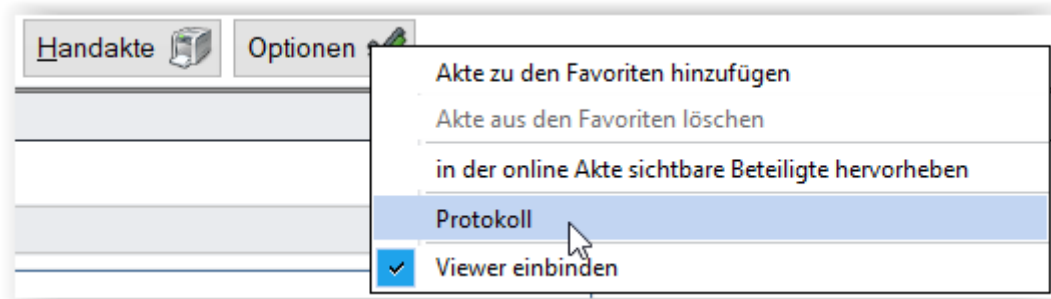 Handakte
Optionen
Akte zu den Favoriten hinzufügen
Akte aus den Favoriten löschen
in der online Akte sichtbare Beteiligte hervorheben
Protokoll
Viewer einbinden